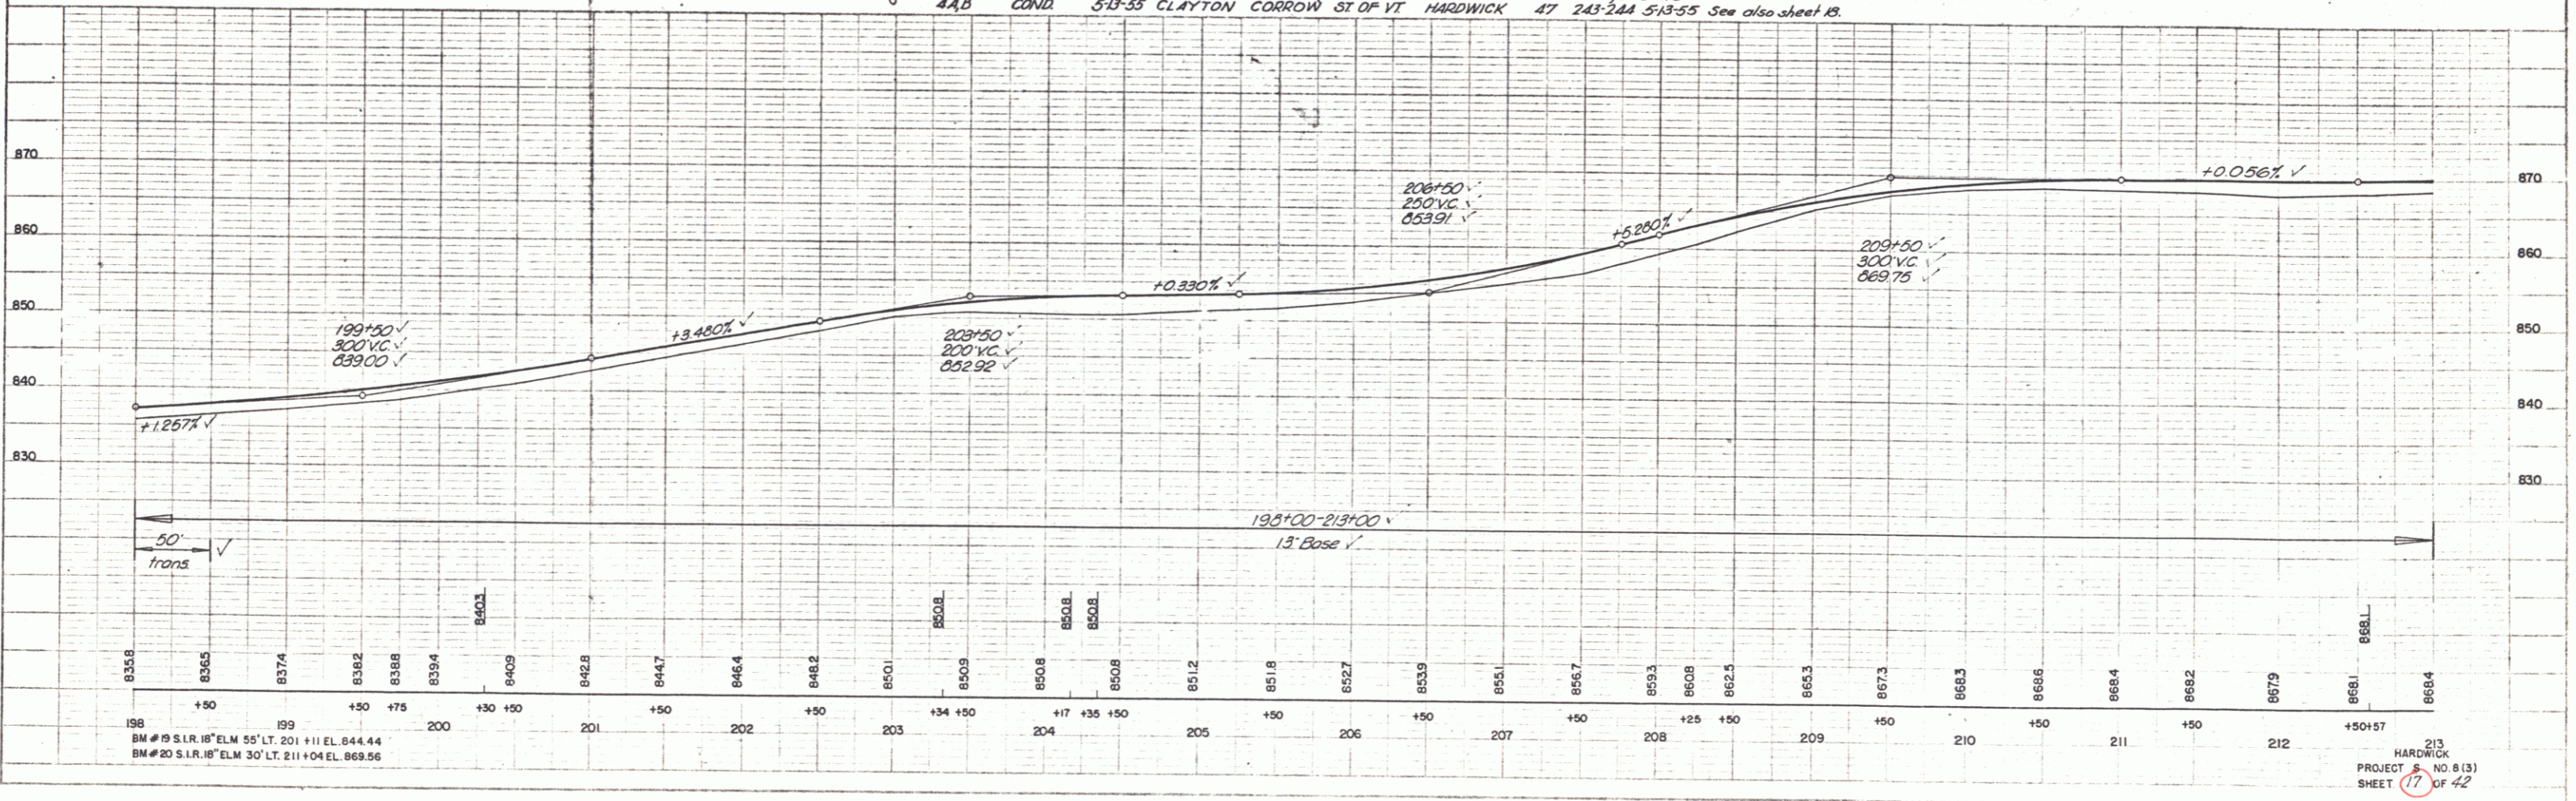 4A,B COND. 5-13-55 CLAYTON CORROW ST OF VT HARDWICK 47 243-244 5-13-55 See also sheet 18.
870 870
860 860
850 850
840 840
830 830
+1.257% ✓
199+50 ✓
300'V.C. ✓
839.00 ✓
+3.480% ✓
203+50 ✓
200'V.C. ✓
852.92 ✓
+0.330% ✓
206+50 ✓
250'V.C. ✓
853.91 ✓
+5.280% ✓
209+50 ✓
300'V.C. ✓
869.75 ✓
+0.056% ✓
198+00-213+00 ✓
13' Base ✓
50' ✓
trans.
840.3 850.8 850.8 850.8 868.1
835.8 836.5 837.4 838.2 838.8 839.4 840.9 842.8 844.7 846.4 848.2 850.1 850.9 850.8 850.8 851.2 851.8 852.7 853.9 855.1 856.7 859.3 860.8 862.5 865.3 867.3 868.3 868.6 868.4 868.2 867.9 868.1 868.4
+50 +50 +75 +30 +50 +50 +50 +34 +50 +17 +35 +50 +50 +50 +50 +25 +50 +50 +50 +50 +50+57
198 199 200 201 202 203 204 205 206 207 208 209 210 211 212 213
BM#19 S.I.R. 18" ELM 55' LT. 201+11 EL. 844.44
BM#20 S.I.R. 18" ELM 30' LT. 211+04 EL. 869.56
HARDWICK
PROJECT S NO. 8 (3)
SHEET 17 OF 42